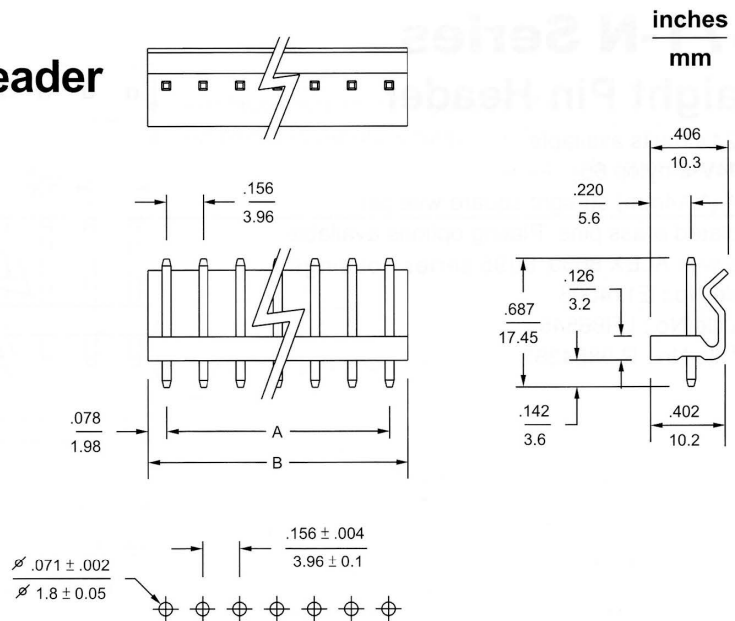 inches
mm
eader
.406
10.3
.156
3.96
.220
5.6
.126
3.2
.687
17.45
.142
3.6
.402
10.2
.078
1.98
A
B
.156 ± .004
3.96 ± 0.1
⌀ .071 ± .002
⌀ 1.8 ± 0.05